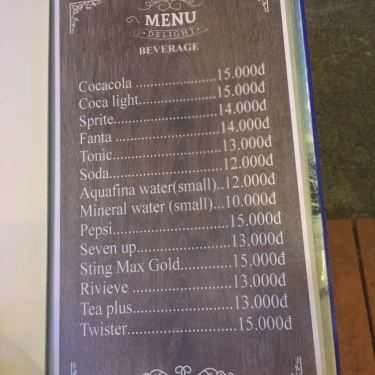 MENU
DELIGHT
BEVERAGE
Cocacola ......................15.000đ
Coca light.....................15.000đ
Sprite..........................14.000đ
Fanta ..........................14.000đ
Tonic...........................13.000đ
Soda............................12.000đ
Aquafina water(small)..12.000đ
Mineral water (small)...10.000đ
Pepsi...........................15.000đ
Seven up......................13.000đ
Sting Max Gold............15.000đ
Rivieve .......................13.000đ
Tea plus.......................13.000đ
Twister........................15.000đ